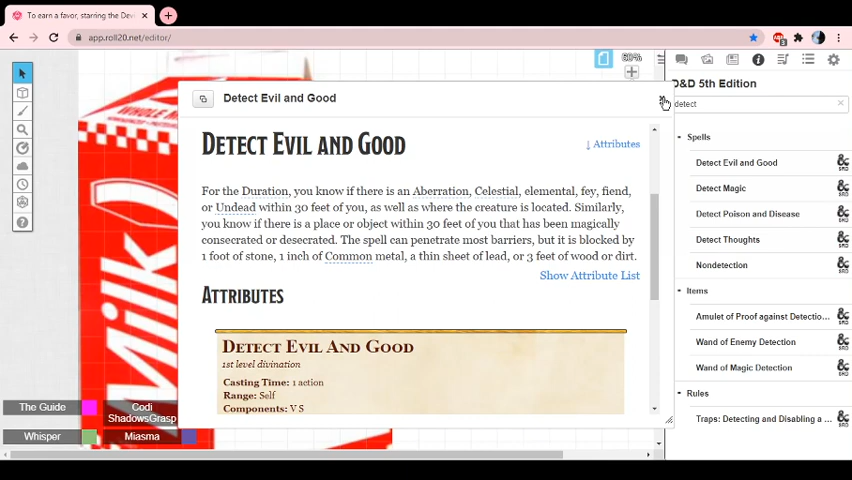 To earn a favor, starring the Dev
app.roll20.net/editor/
60%
Detect Evil and Good
Detect Evil and Good
↓ Attributes
For the Duration, you know if there is an Aberration, Celestial, elemental, fey, fiend,
or Undead within 30 feet of you, as well as where the creature is located. Similarly,
you know if there is a place or object within 30 feet of you that has been magically
consecrated or desecrated. The spell can penetrate most barriers, but it is blocked by
1 foot of stone, 1 inch of Common metal, a thin sheet of lead, or 3 feet of wood or dirt.
Show Attribute List
Attributes
Detect Evil And Good
1st level divination
Casting Time: 1 action
Range: Self
Components: V S
D&D 5th Edition
detect
Spells
Detect Evil and Good
Detect Magic
Detect Poison and Disease
Detect Thoughts
Nondetection
Items
Amulet of Proof against Detectio...
Wand of Enemy Detection
Wand of Magic Detection
Rules
Traps: Detecting and Disabling a ...
WHOLE M
Milk
The Guide
Codi
ShadowsGrasp
Whisper
Miasma